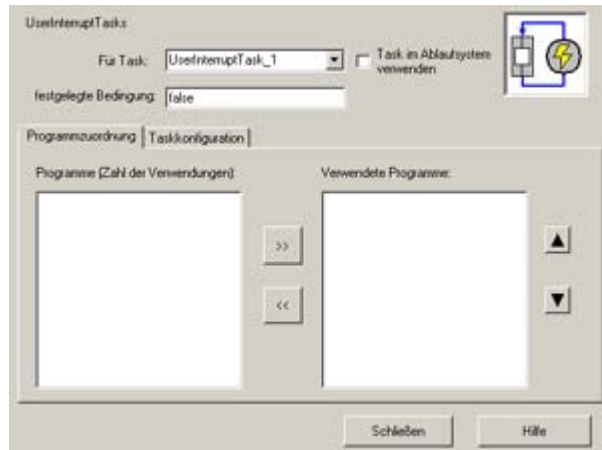 UserInterruptTasks
Für Task: UserInterruptTask_1 Task im Ablaufsystem verwenden
festgelegte Bedingung: false
Programmzuordnung Taskkonfiguration
Programme (Zahl der Verwendungen): Verwendete Programme:
>>
<<
Schließen Hilfe